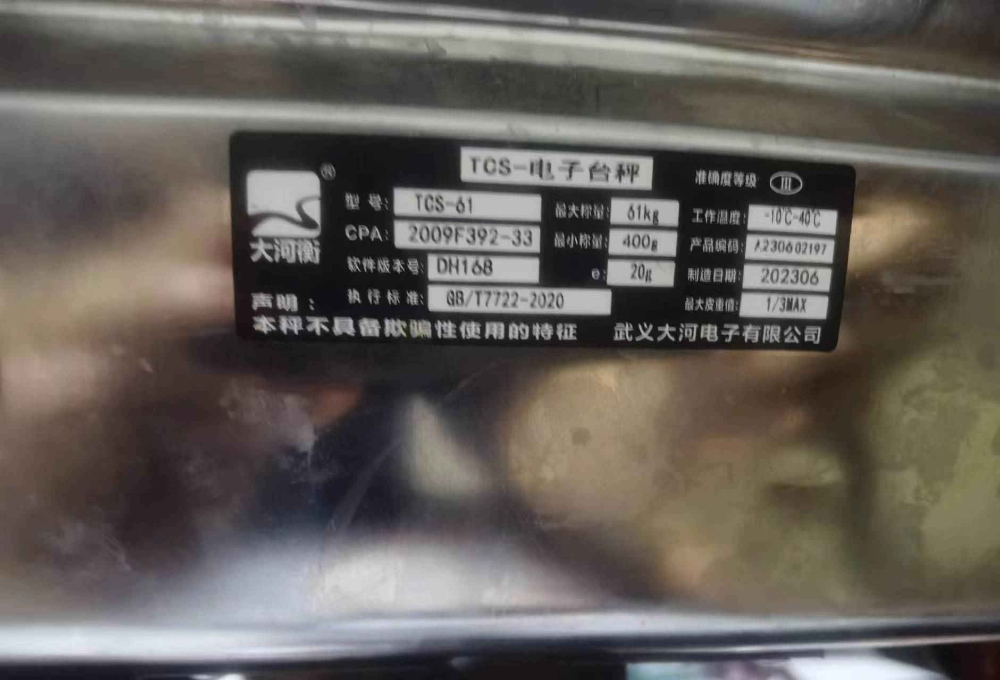 TCS-电子台秤
准确度等级 III
®
大河衡
型号: TCS-61
最大称量: 61kg
工作温度: -10℃-40℃
CPA: 2009F392-33
最小称量: 400g
产品编码: A230602197
软件版本号: DH168
e: 20g
制造日期: 202306
执行标准: GB/T7722-2020
最大皮重值: 1/3MAX
声明:
本秤不具备欺骗性使用的特征
武义大河电子有限公司